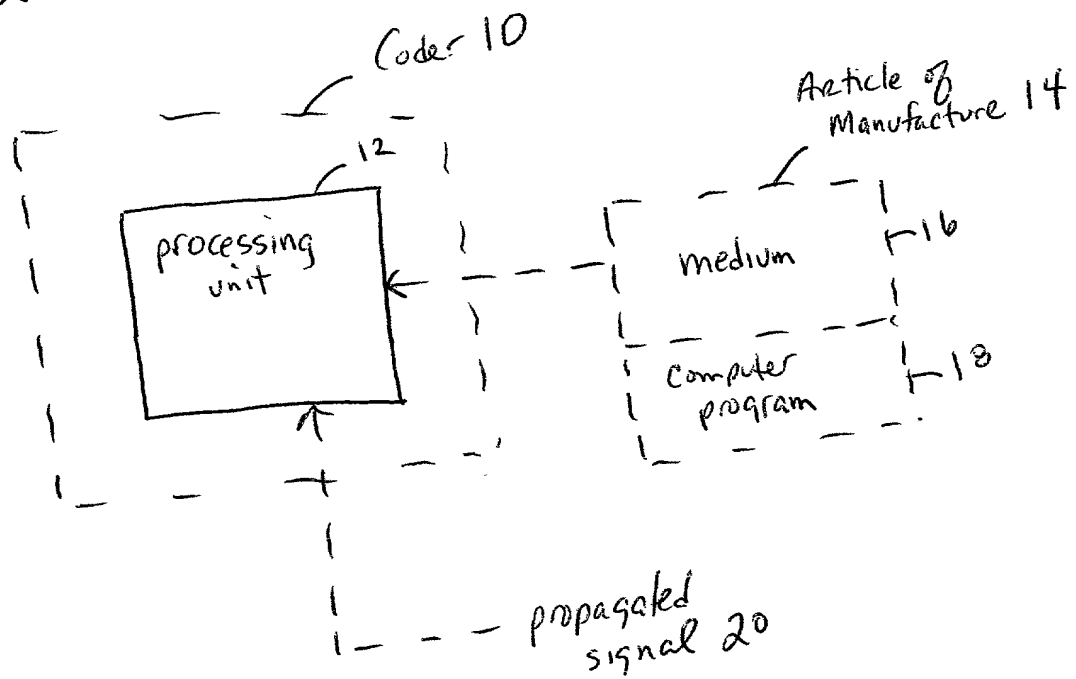 Coder 10
12
processing
unit
Article of
Manufacture 14
medium
16
computer
program
18
propagated
signal 20